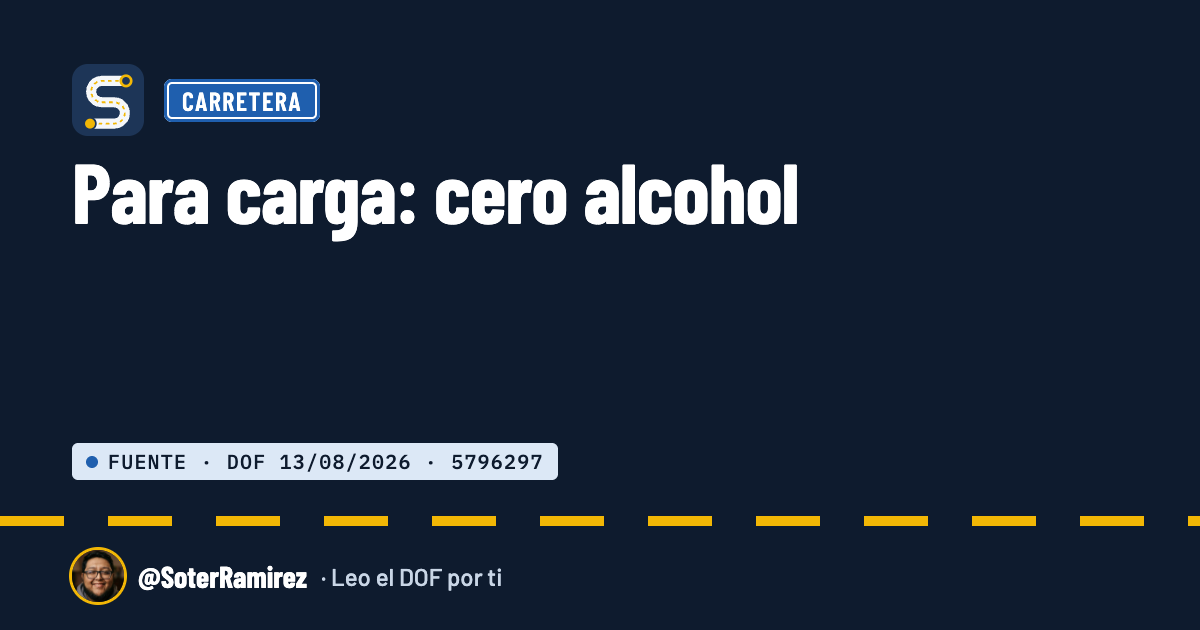 CARRETERA
Para carga: cero alcohol
FUENTE · DOF 13/08/2026 · 5796297
@SoterRamirez · Leo el DOF por ti